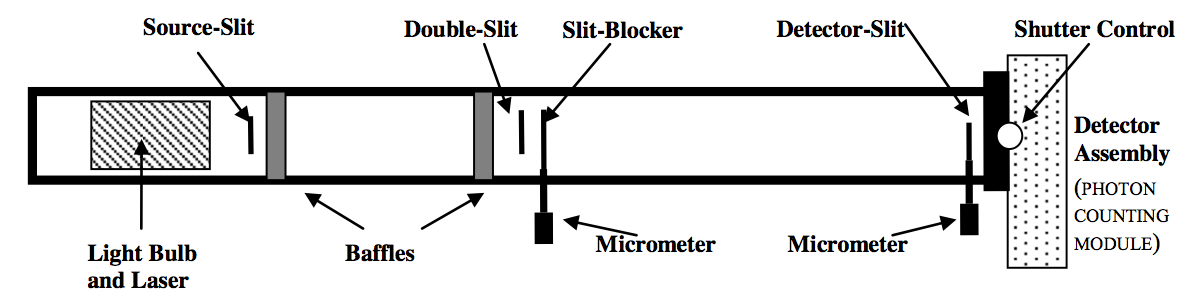 Source-Slit
Double-Slit
Slit-Blocker
Detector-Slit
Shutter Control
Detector
Assembly
(PHOTON
COUNTING
MODULE)
Light Bulb
and Laser
Baffles
Micrometer
Micrometer